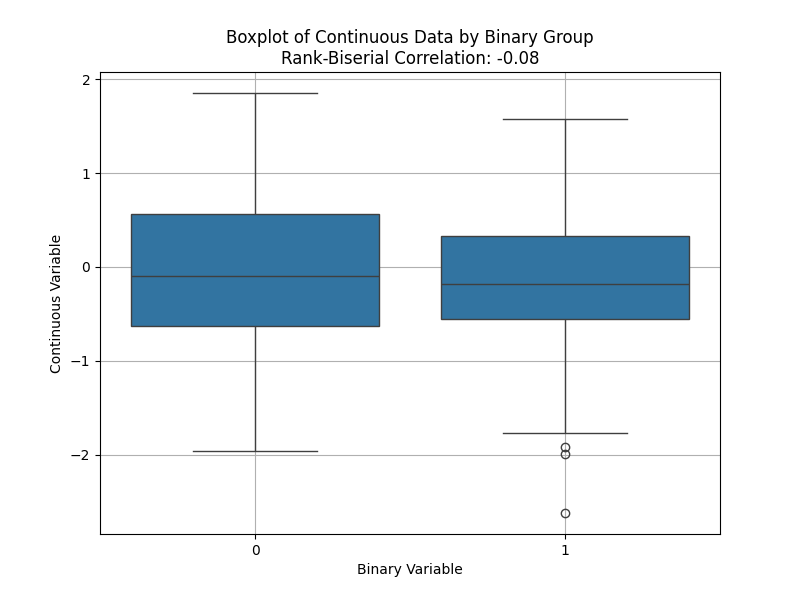 Boxplot of Continuous Data by Binary Group
Rank-Biserial Correlation: -0.08
2
1
0
−1
−2
Continuous Variable
0 1
Binary Variable